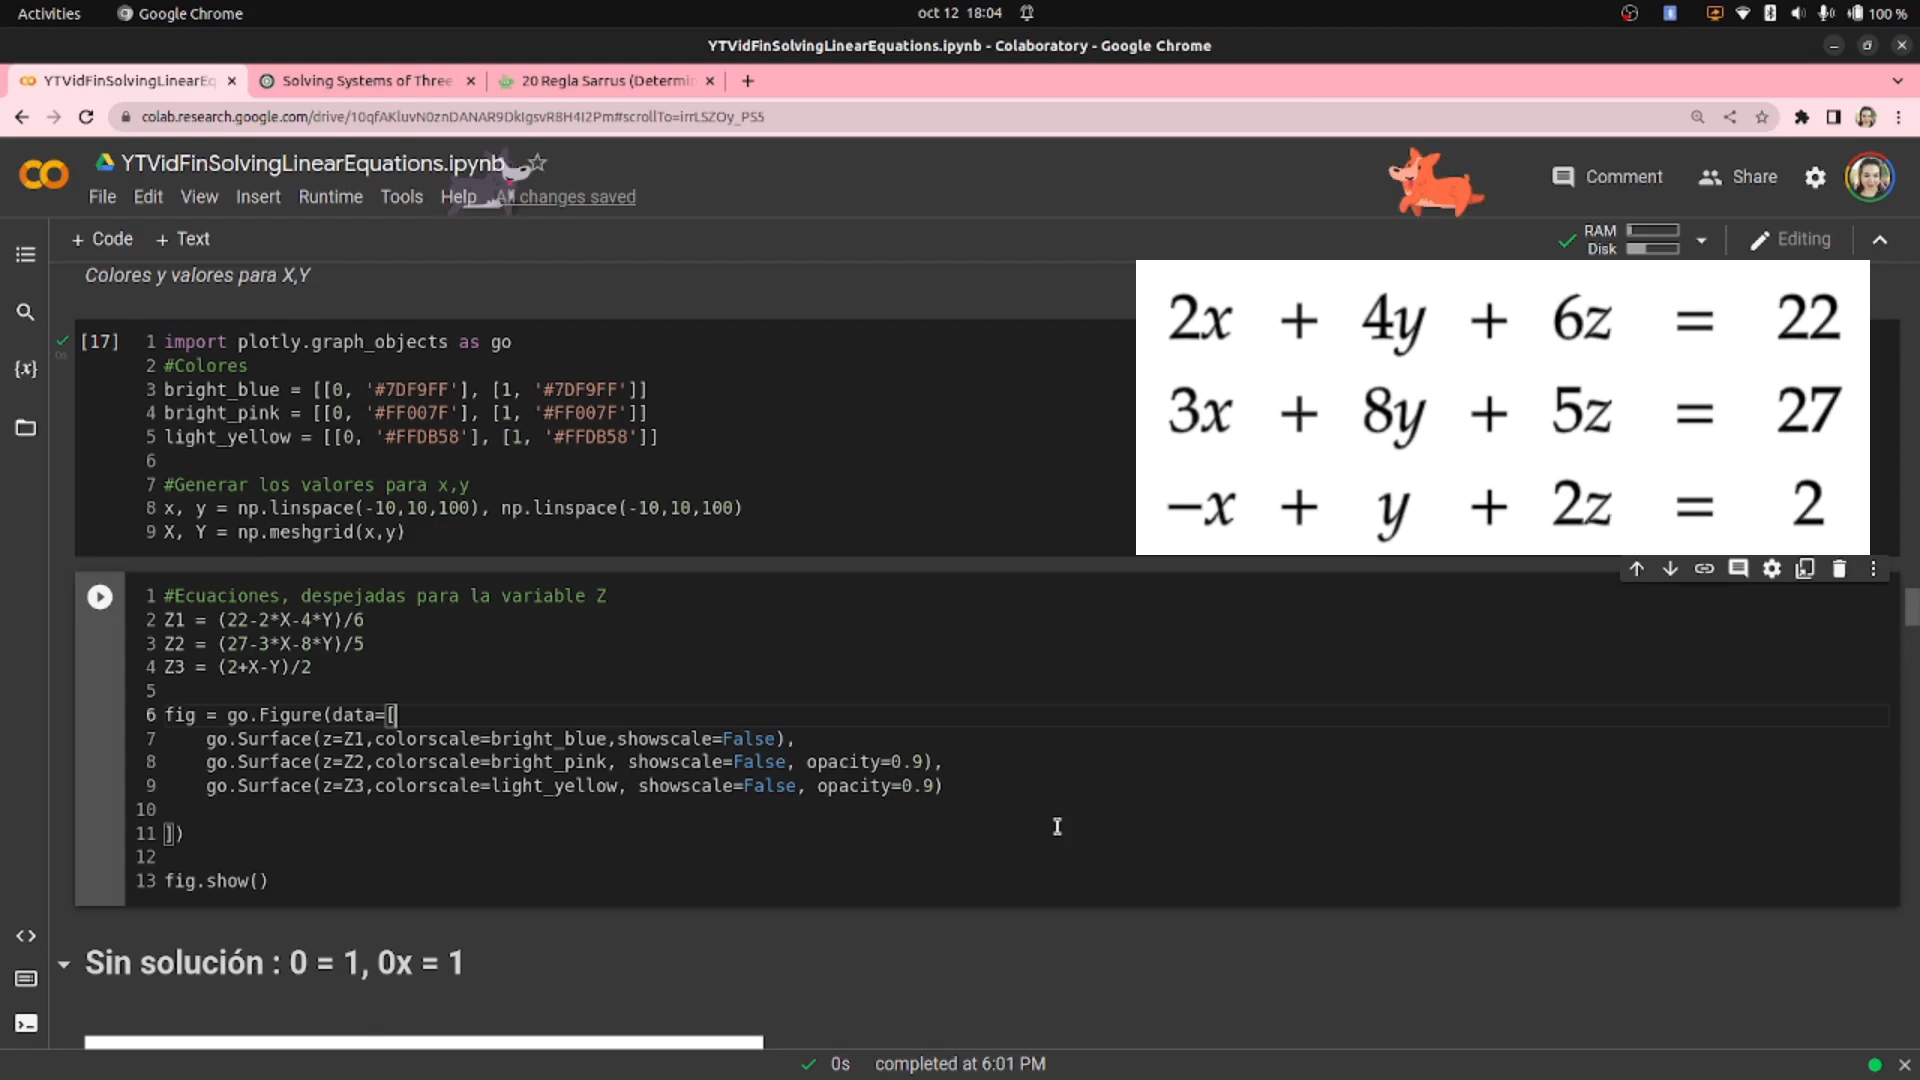 Activities Google Chrome oct 12 18:04 100 %
YTVidFinSolvingLinearEquations.ipynb - Colaboratory - Google Chrome
YTVidFinSolvingLinearEq Solving Systems of Three 20 Regla Sarrus (Determin
colab.research.google.com/drive/10qfAKluvN0znDANAR9DkIgsvR8H4I2Pm#scrollTo=irrLSZOy_PS5
YTVidFinSolvingLinearEquations.ipynb
File Edit View Insert Runtime Tools Help All changes saved
Comment Share
+ Code + Text
RAM
Disk
Editing
Colores y valores para X,Y
[17]
1 import plotly.graph_objects as go
2 #Colores
3 bright_blue = [[0, '#7DF9FF'], [1, '#7DF9FF']]
4 bright_pink = [[0, '#FF007F'], [1, '#FF007F']]
5 light_yellow = [[0, '#FFDB58'], [1, '#FFDB58']]
6
7 #Generar los valores para x,y
8 x, y = np.linspace(-10,10,100), np.linspace(-10,10,100)
9 X, Y = np.meshgrid(x,y)
2x + 4y + 6z = 22
3x + 8y + 5z = 27
−x + y + 2z = 2
1 #Ecuaciones, despejadas para la variable Z
2 Z1 = (22-2*X-4*Y)/6
3 Z2 = (27-3*X-8*Y)/5
4 Z3 = (2+X-Y)/2
5
6 fig = go.Figure(data=[
7 go.Surface(z=Z1,colorscale=bright_blue,showscale=False),
8 go.Surface(z=Z2,colorscale=bright_pink, showscale=False, opacity=0.9),
9 go.Surface(z=Z3,colorscale=light_yellow, showscale=False, opacity=0.9)
10
11 ])
12
13 fig.show()
Sin solución : 0 = 1, 0x = 1
0s completed at 6:01 PM